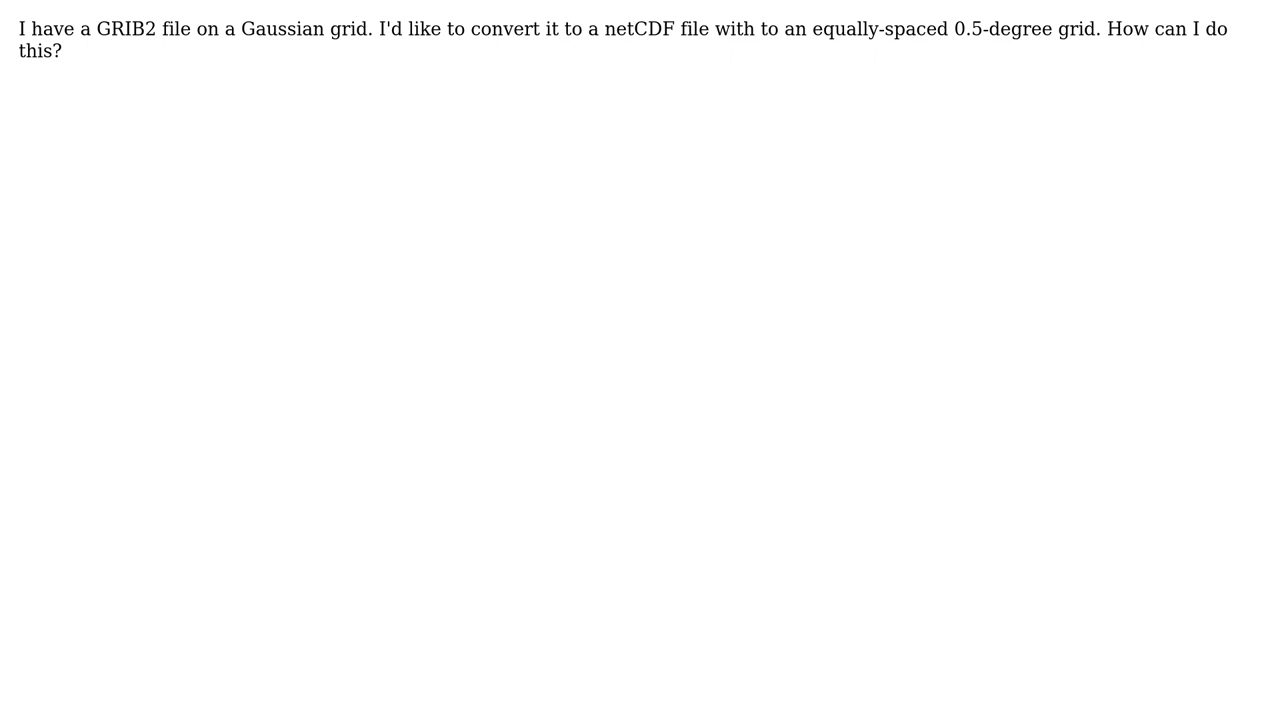 I have a GRIB2 file on a Gaussian grid. I'd like to convert it to a netCDF file with to an equally-spaced 0.5-degree grid. How can I do
this?